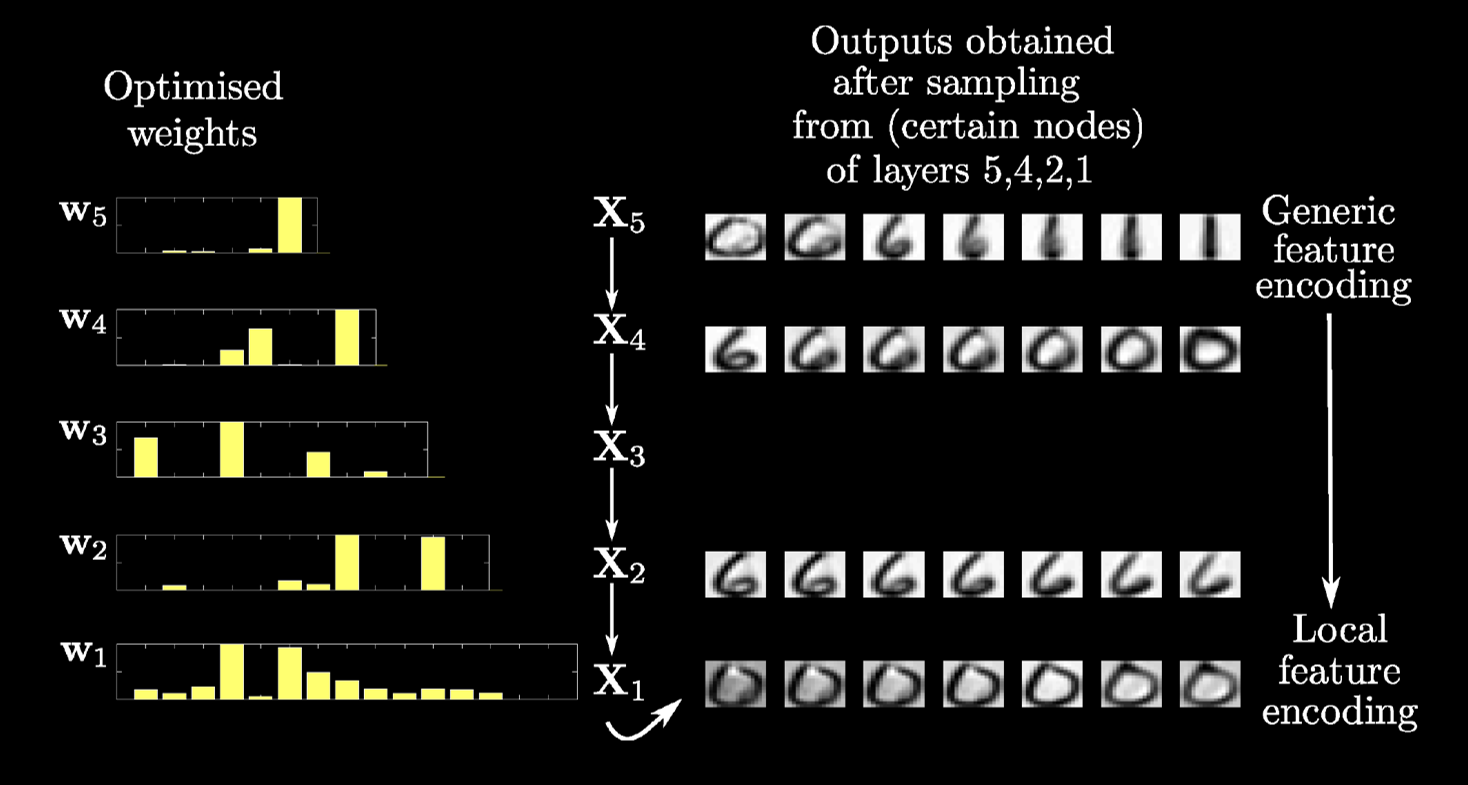 Optimised
weights
Outputs obtained
after sampling
from (certain nodes)
of layers 5,4,2,1
w5
X5
Generic
feature
encoding
w4
X4
w3
X3
w2
X2
w1
X1
Local
feature
encoding